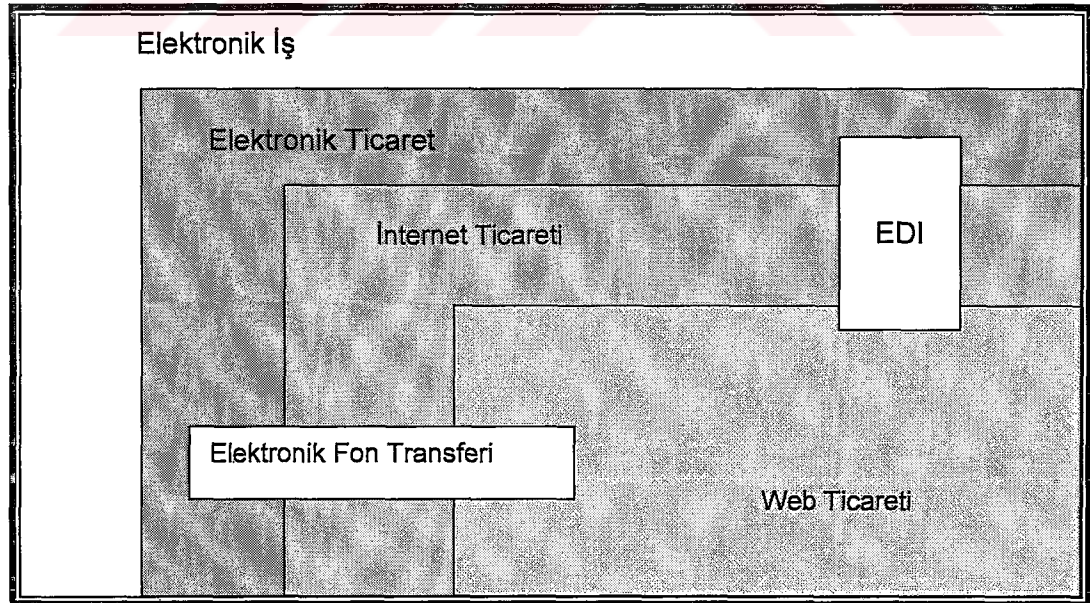 Elektronik İş
Elektronik Ticaret
İnternet Ticareti
EDI
Elektronik Fon Transferi
Web Ticareti